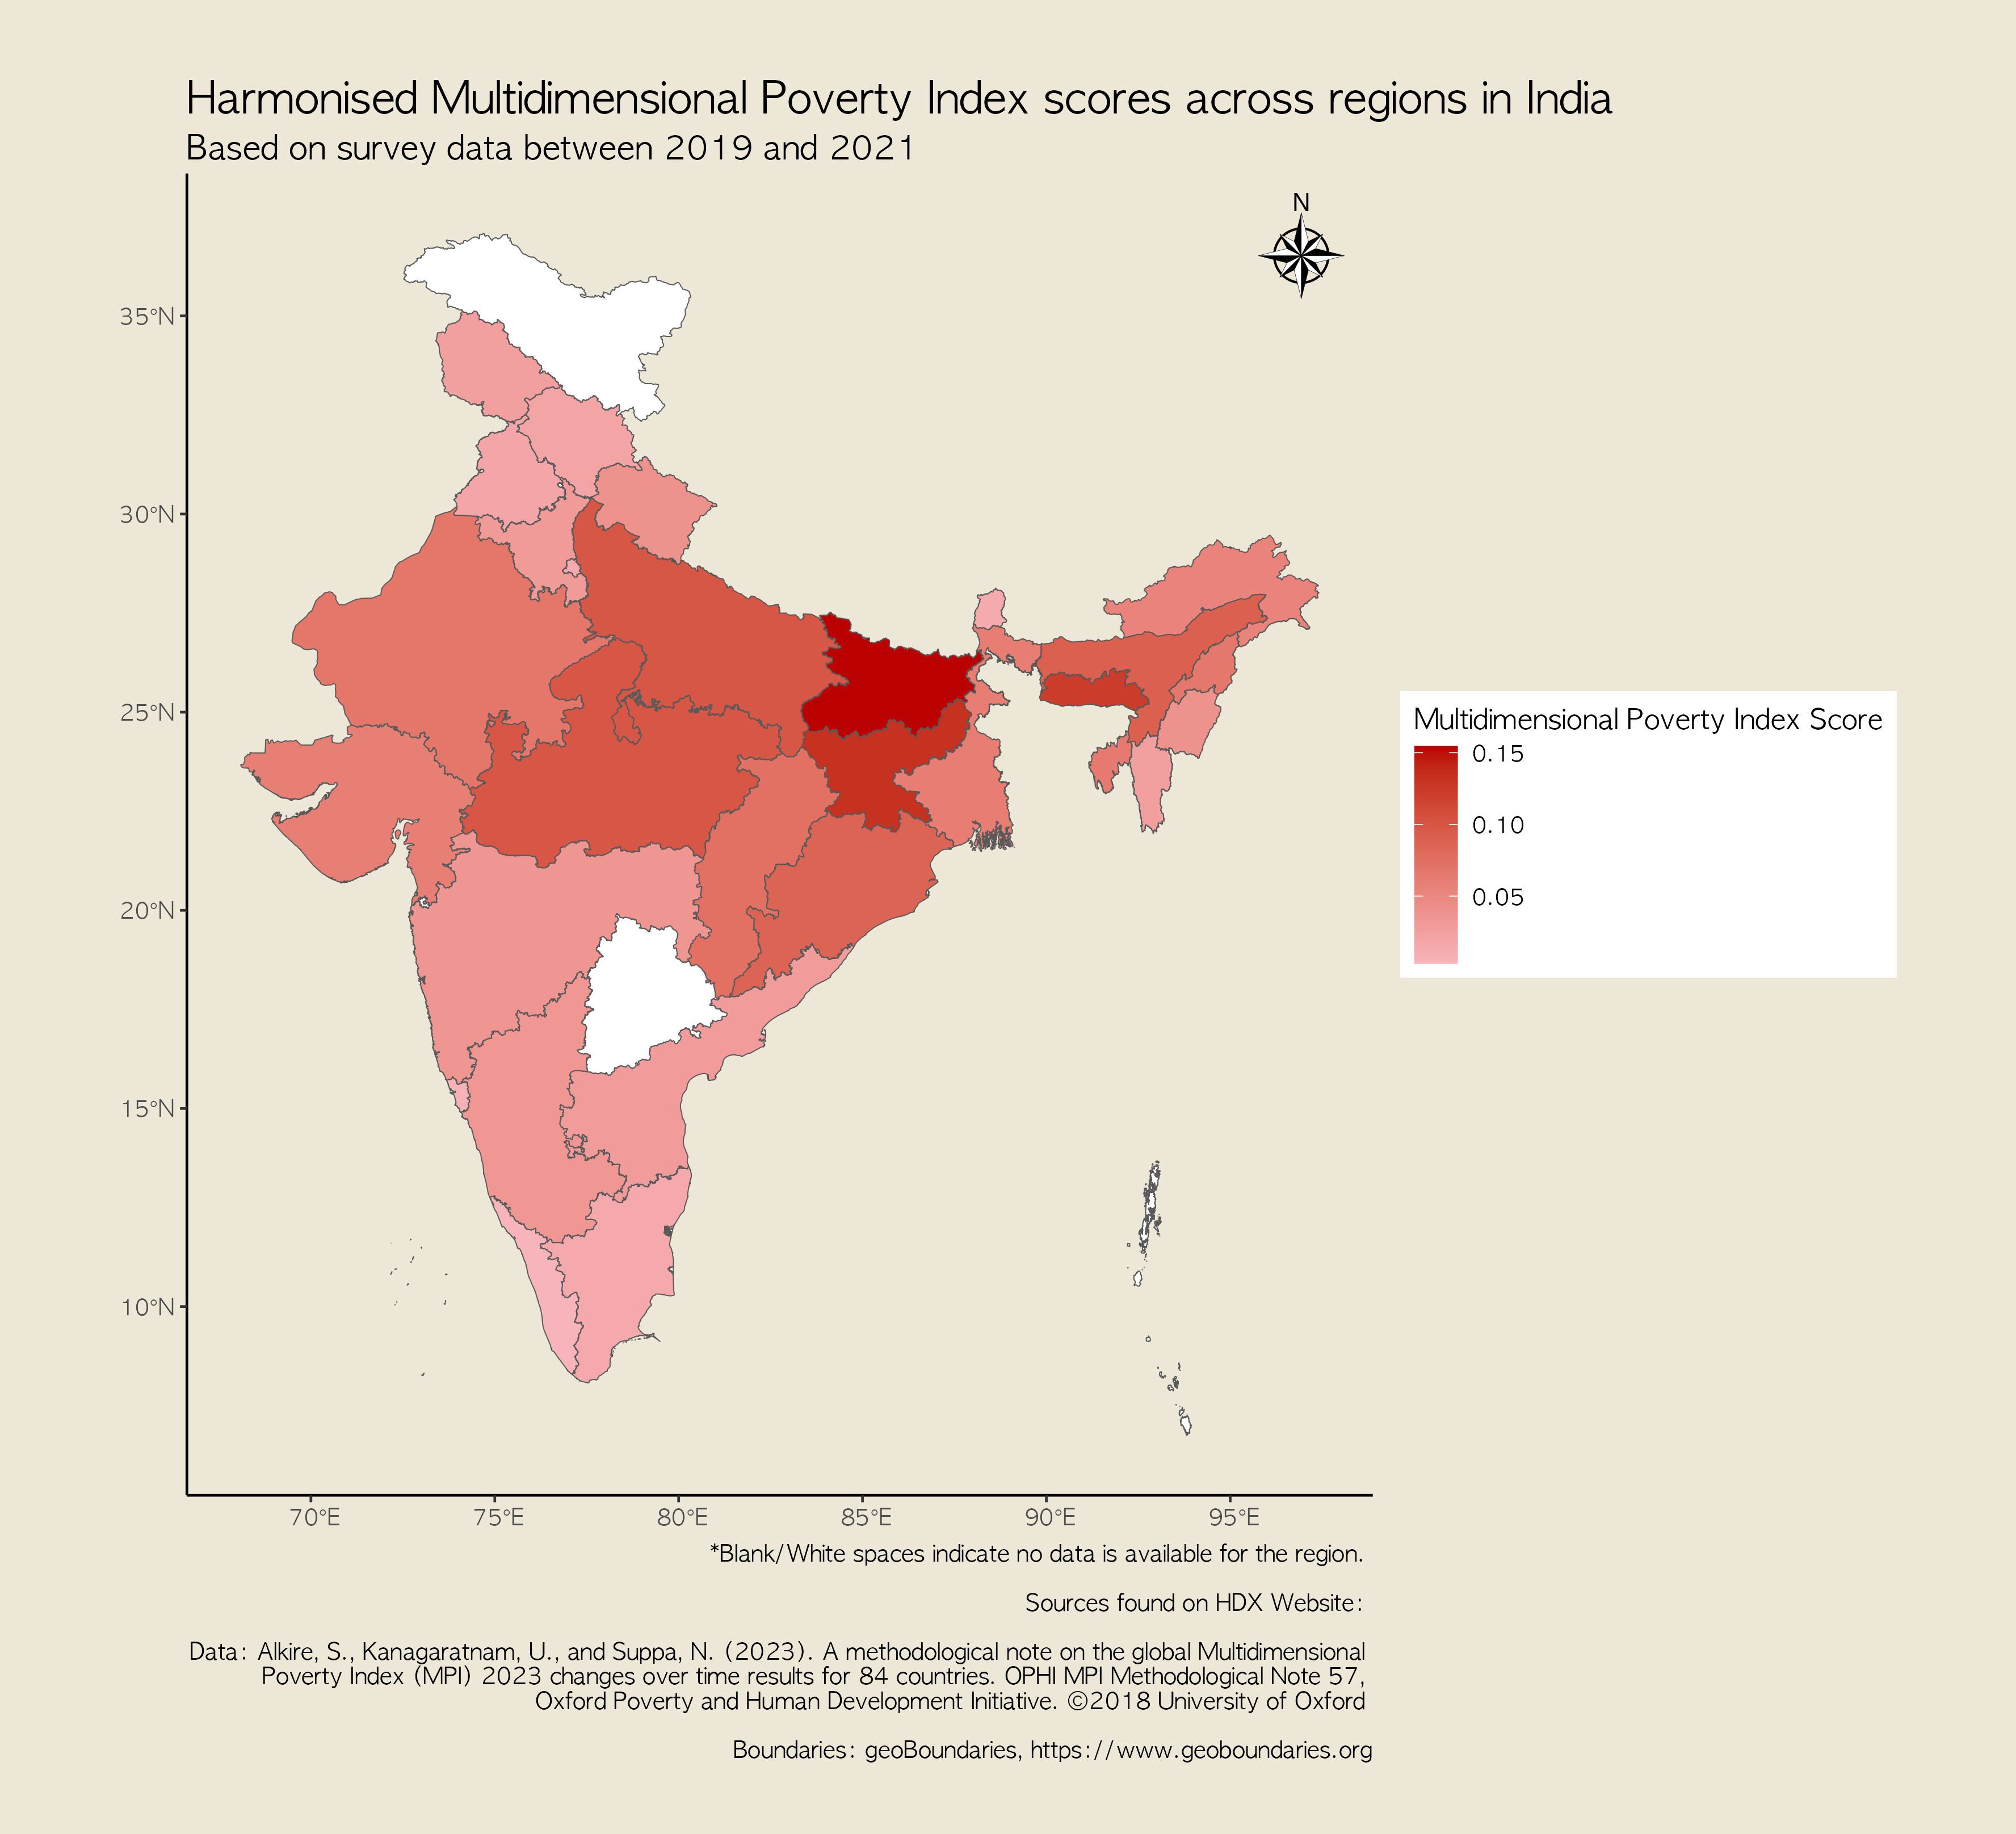 Harmonised Multidimensional Poverty Index scores across regions in India
Based on survey data between 2019 and 2021
N
35°N
30°N
25°N
20°N
15°N
10°N
70°E
75°E
80°E
85°E
90°E
95°E
Multidimensional Poverty Index Score
0.15
0.10
0.05
*Blank/White spaces indicate no data is available for the region.
Sources found on HDX Website:
Data: Alkire, S., Kanagaratnam, U., and Suppa, N. (2023). A methodological note on the global Multidimensional
Poverty Index (MPI) 2023 changes over time results for 84 countries. OPHI MPI Methodological Note 57,
Oxford Poverty and Human Development Initiative. ©2018 University of Oxford
Boundaries: geoBoundaries, https://www.geoboundaries.org